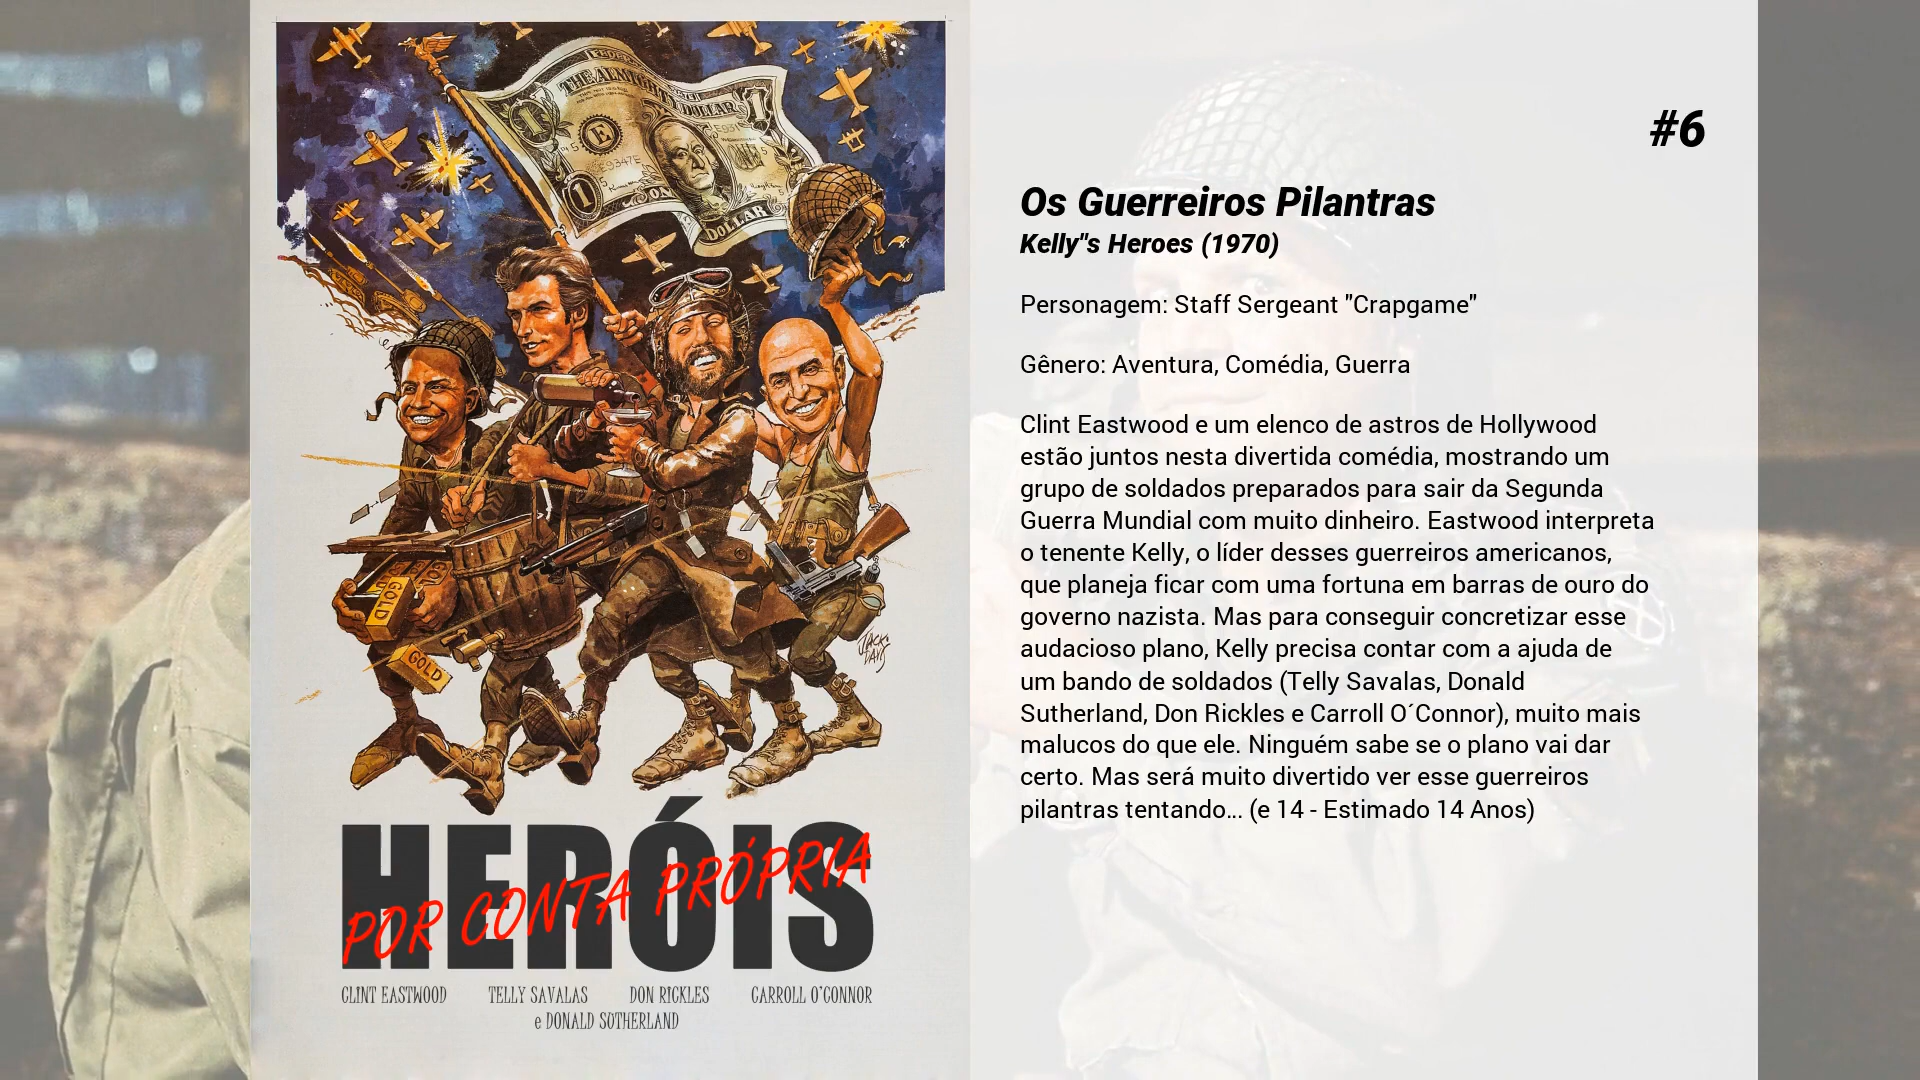 THE ALMIGHTY DOLLAR
1
1
E
E9347E
1
ONE
DOLLAR
GOLD
GOLD
GOLD
JACK
DAVIS
HERÓIS
POR CONTA PRÓPRIA
CLINT EASTWOOD TELLY SAVALAS DON RICKLES CARROLL O'CONNOR
e DONALD SUTHERLAND
#6
Os Guerreiros Pilantras
Kelly"s Heroes (1970)
Personagem: Staff Sergeant "Crapgame"
Gênero: Aventura, Comédia, Guerra
Clint Eastwood e um elenco de astros de Hollywood
estão juntos nesta divertida comédia, mostrando um
grupo de soldados preparados para sair da Segunda
Guerra Mundial com muito dinheiro. Eastwood interpreta
o tenente Kelly, o líder desses guerreiros americanos,
que planeja ficar com uma fortuna em barras de ouro do
governo nazista. Mas para conseguir concretizar esse
audacioso plano, Kelly precisa contar com a ajuda de
um bando de soldados (Telly Savalas, Donald
Sutherland, Don Rickles e Carroll O´Connor), muito mais
malucos do que ele. Ninguém sabe se o plano vai dar
certo. Mas será muito divertido ver esse guerreiros
pilantras tentando... (e 14 - Estimado 14 Anos)